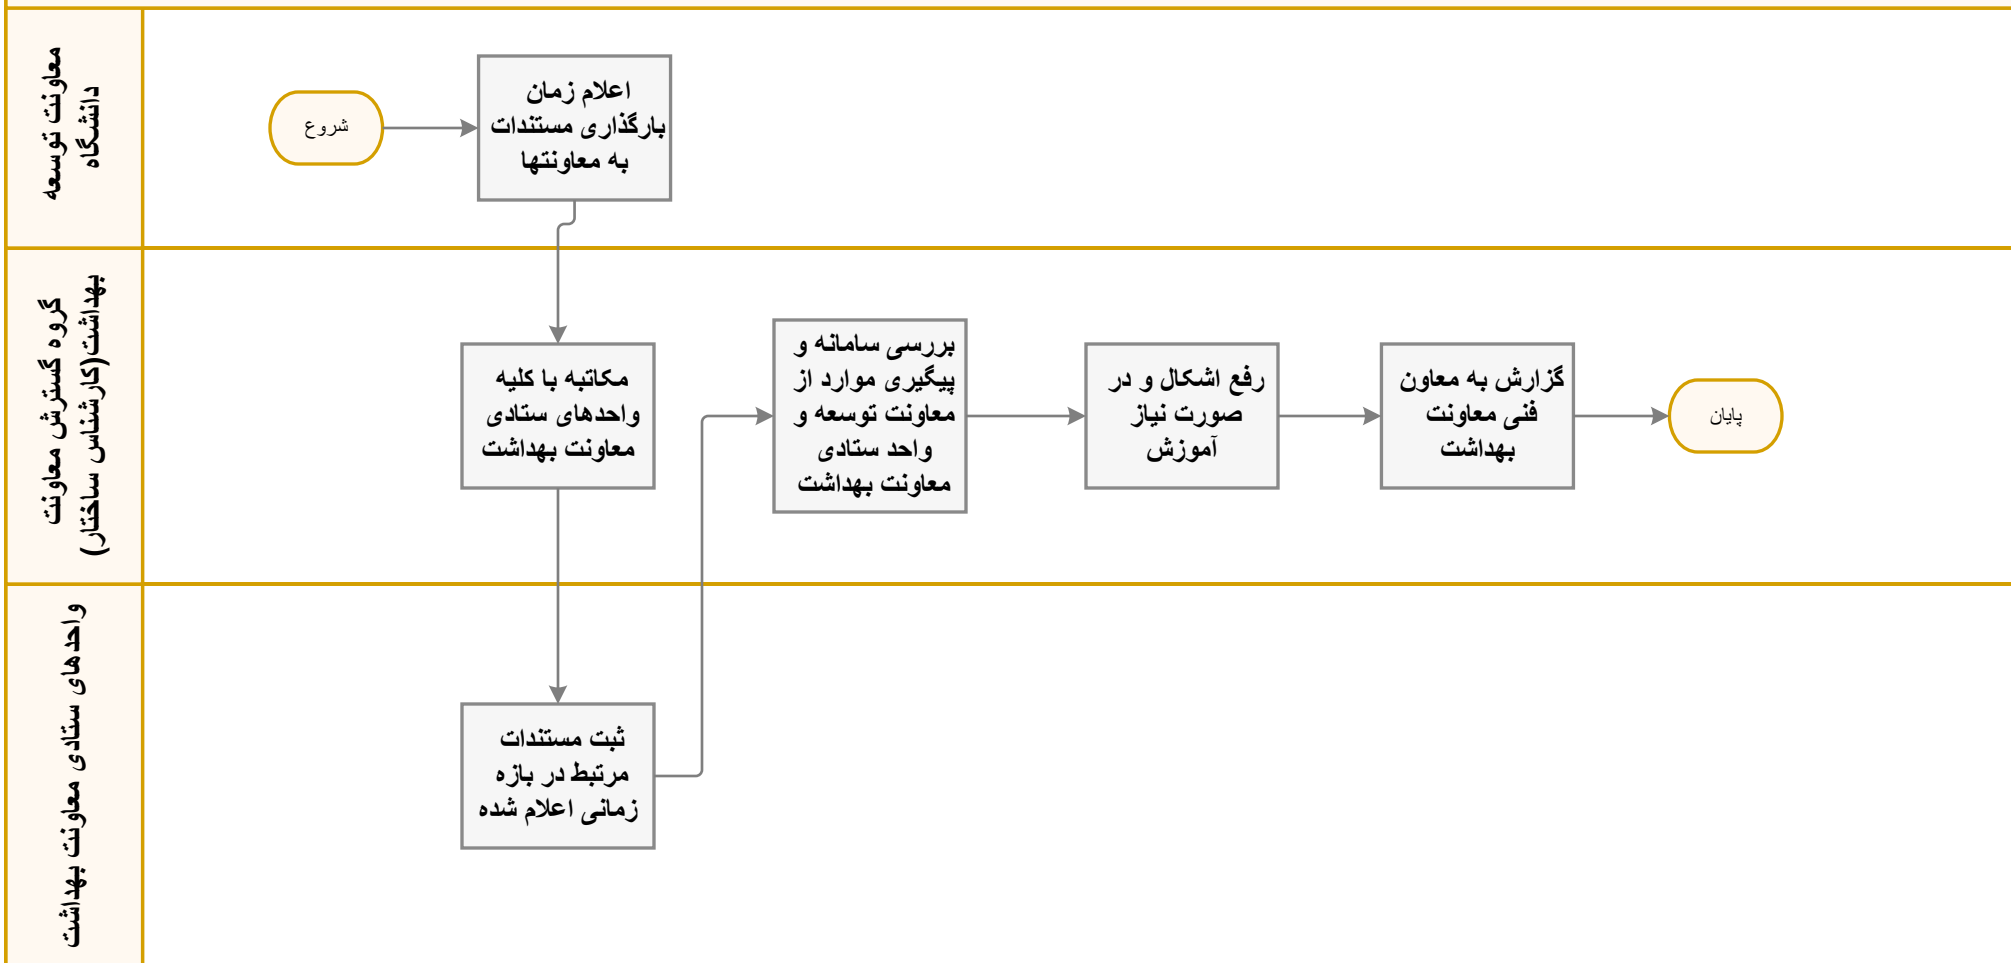 معاونت توسعه
دانشگاه
شروع
اعلام زمان
بارگذاری مستندات
به معاونتها
گروه گسترش معاونت
بهداشت(کارشناس ساختار)
مکاتبه با کلیه
واحدهای ستادی
معاونت بهداشت
بررسی سامانه و
پیگیری موارد از
معاونت توسعه و
واحد ستادی
معاونت بهداشت
رفع اشکال و در
صورت نیاز
آموزش
گزارش به معاون
فنی معاونت
بهداشت
پایان
واحدهای ستادی معاونت بهداشت
ثبت مستندات
مرتبط در بازه
زمانی اعلام شده